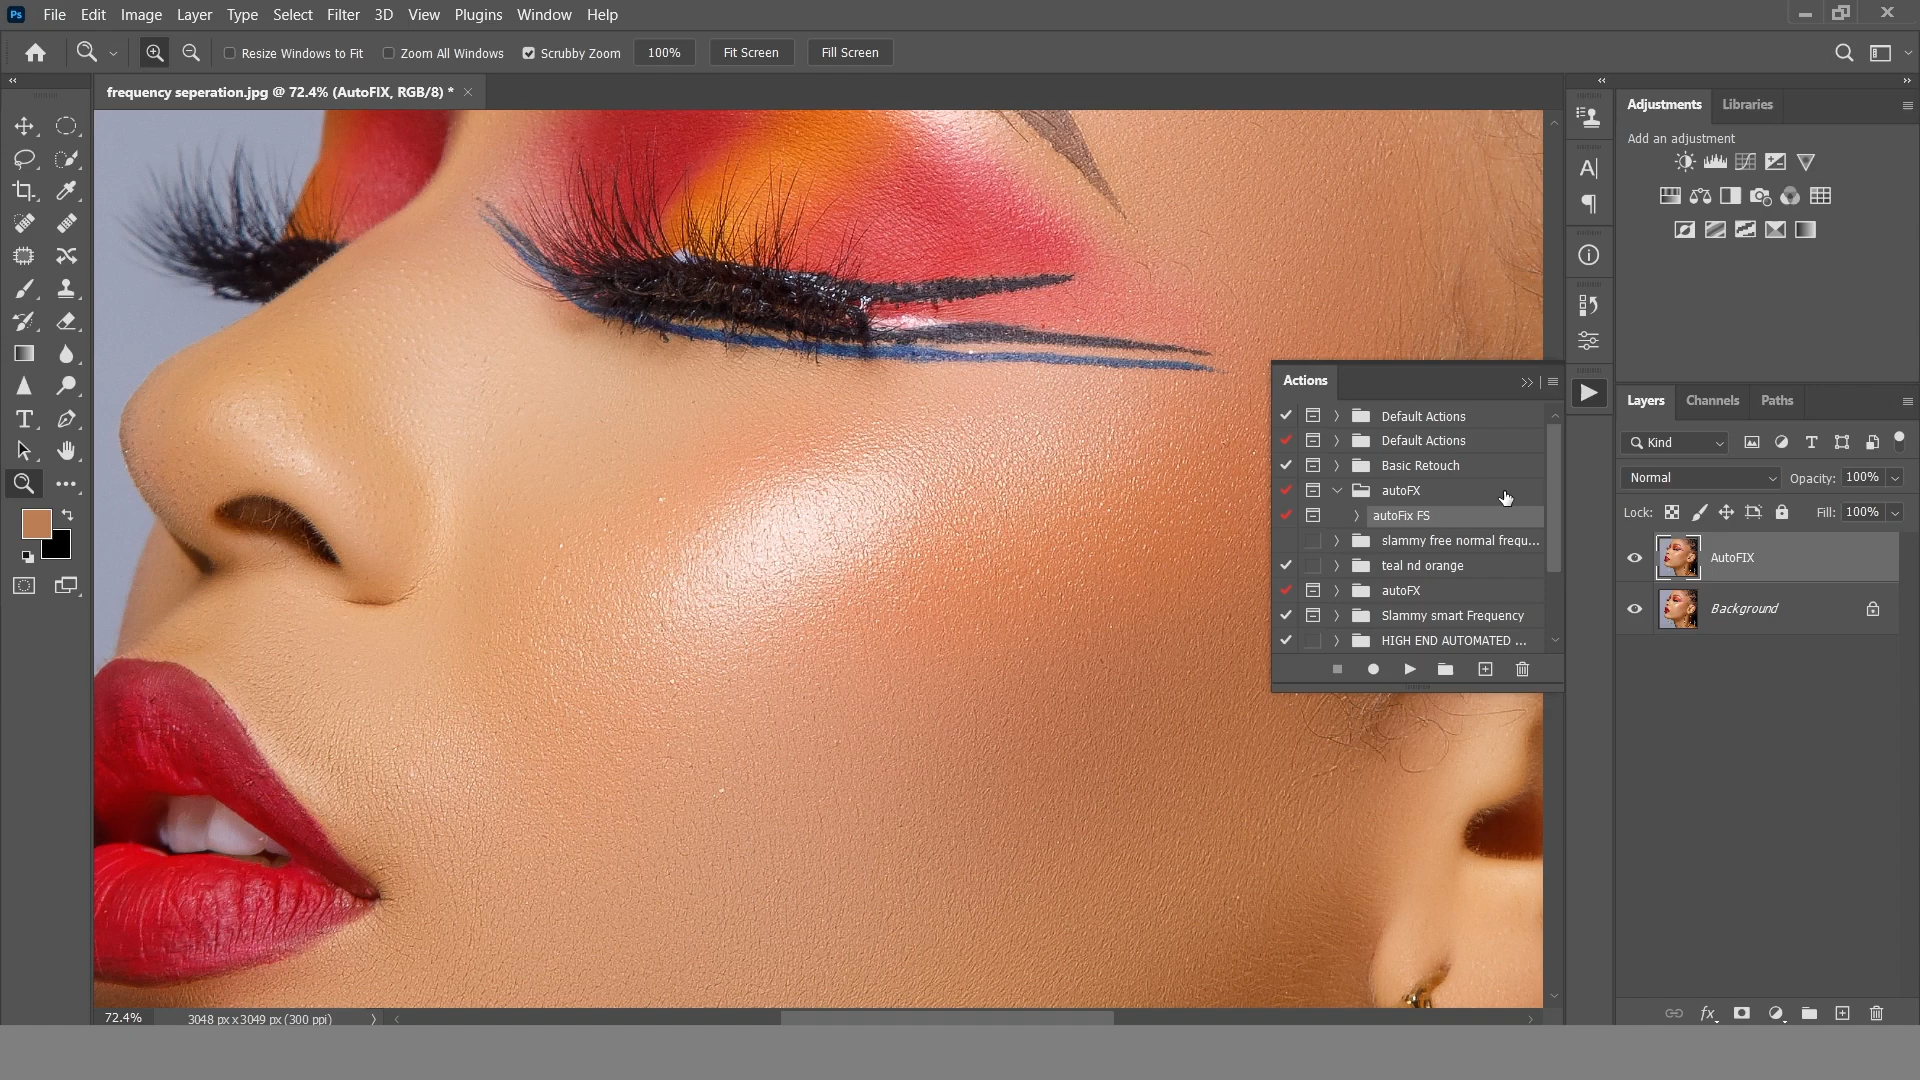 Ps File Edit Image Layer Type Select Filter 3D View Plugins Window Help
Resize Windows to Fit Zoom All Windows Scrubby Zoom 100% Fit Screen Fill Screen
frequency seperation.jpg @ 72.4% (AutoFIX, RGB/8) *
Adjustments Libraries
Add an adjustment
Actions
Default Actions
Default Actions
Basic Retouch
autoFX
autoFix FS
slammy free normal frequ...
teal nd orange
autoFX
Slammy smart Frequency
HIGH END AUTOMATED ...
Layers Channels Paths
Kind
Normal Opacity: 100%
Lock: Fill: 100%
AutoFIX
Background
fx
72.4% 3048 px x 3049 px (300 ppi)